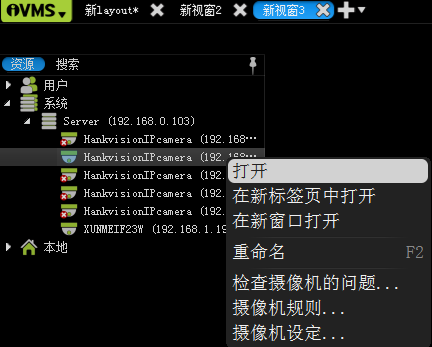 VMS 新layout* 新视窗2 新视窗3
资源 搜索
用户
系统
Server (192.168.0.103)
HankvisionIPcamera (192.168…
HankvisionIPcamera (192.168…
HankvisionIPcamera (192.168…
HankvisionIPcamera (192.168…
HankvisionIPcamera (192.168…
XUNMEIF23W (192.1.19
本地
打开
在新标签页中打开
在新窗口打开
重命名 F2
检查摄像机的问题...
摄像机规则...
摄像机设定...